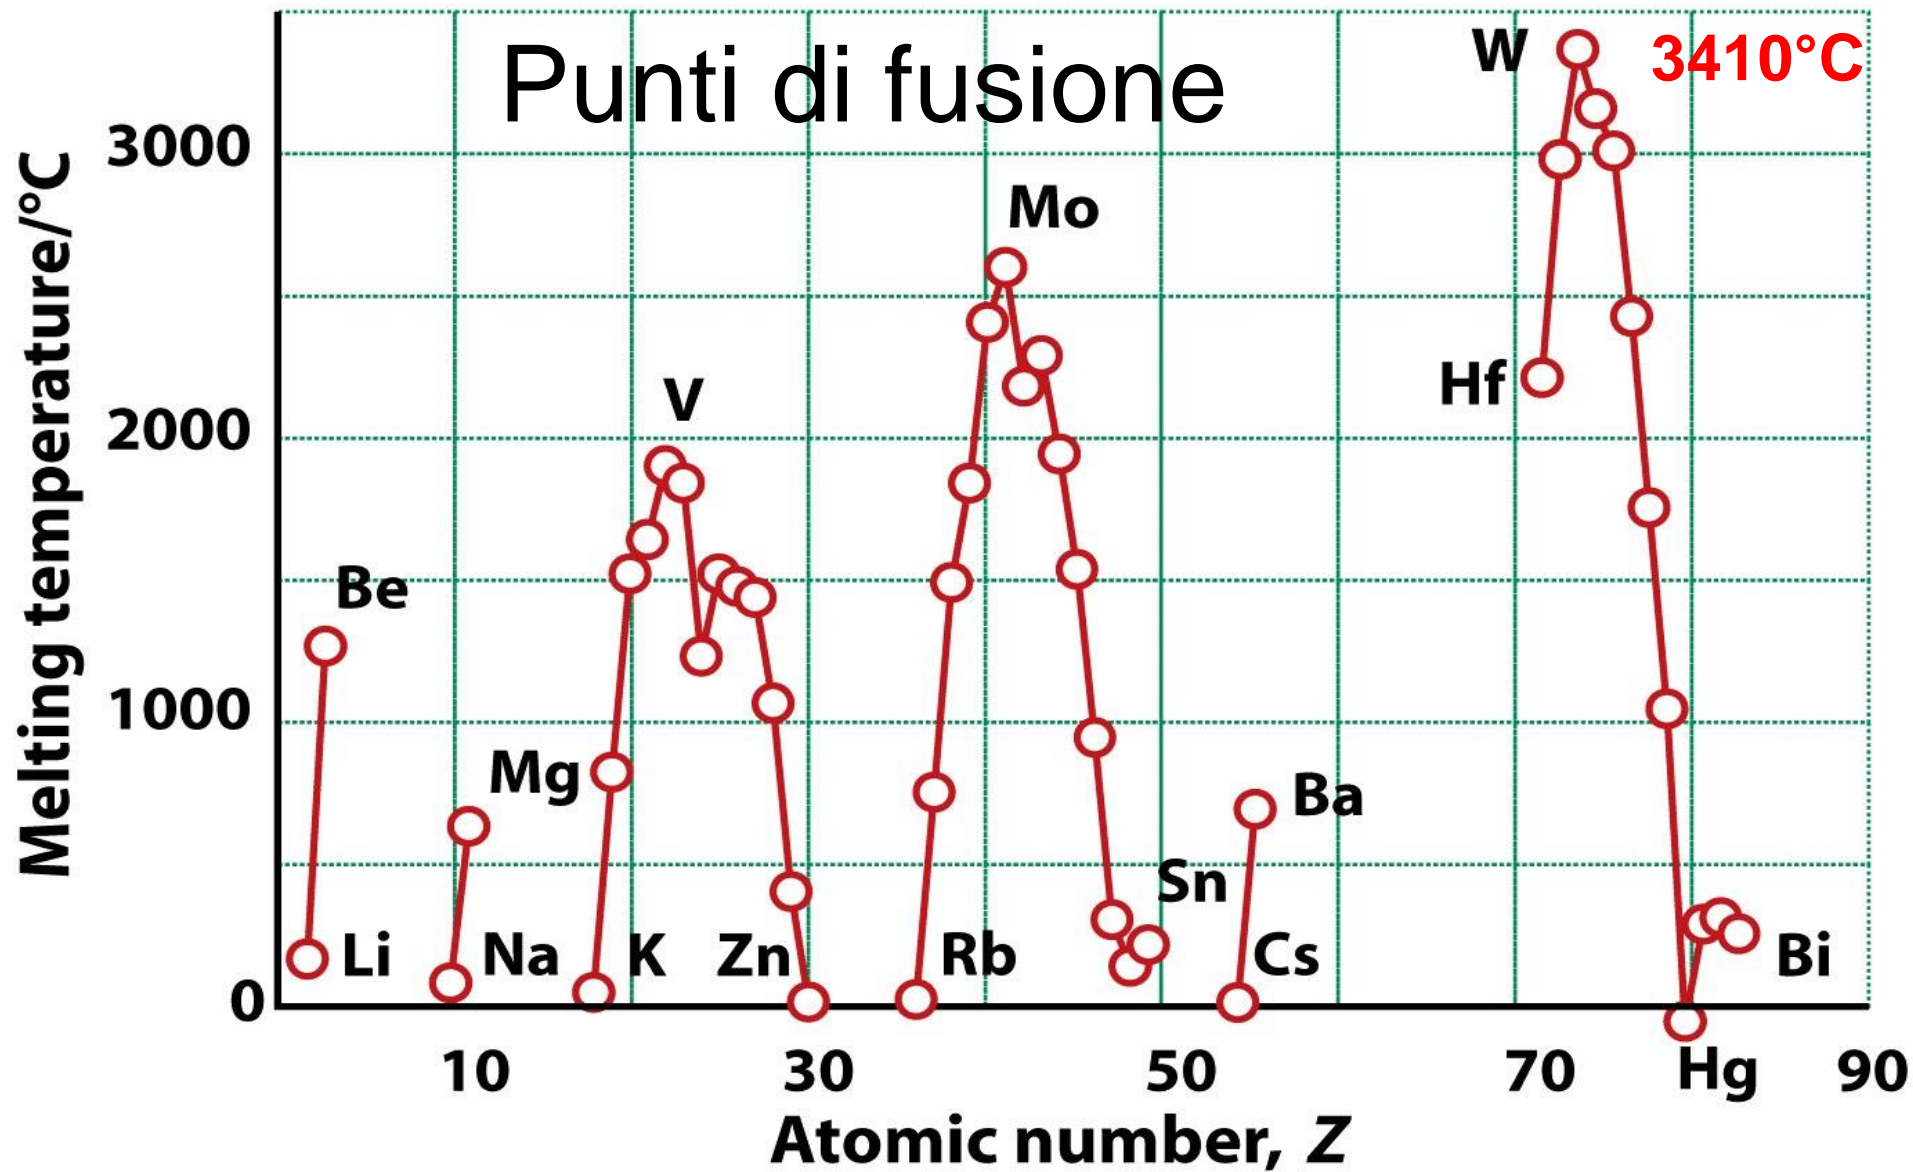 Punti di fusione
W
3410°C
3000
Mo
Hf
V
2000
Be
Mg
1000
Ba
Sn
Li
Na
K
Zn
Rb
Cs
Bi
0
10
30
50
70
Hg
90
Atomic number, Z
Melting temperature/°C